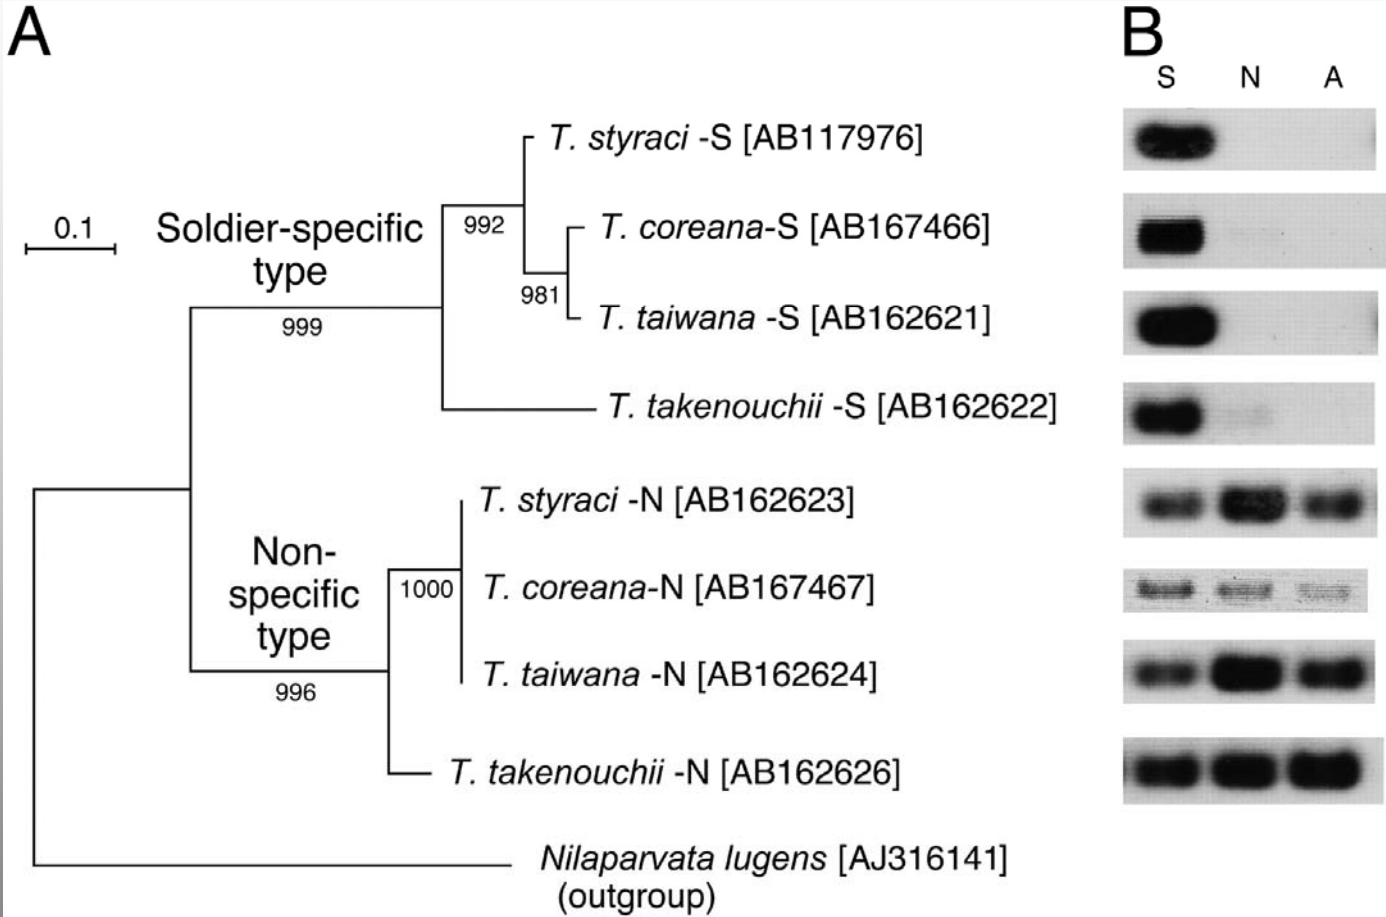 A
B
S N A
T. styraci -S [AB117976]
0.1
Soldier-specific
type
992
T. coreana-S [AB167466]
981
T. taiwana -S [AB162621]
999
T. takenouchii -S [AB162622]
T. styraci -N [AB162623]
Non-
specific
type
1000
T. coreana-N [AB167467]
T. taiwana -N [AB162624]
996
T. takenouchii -N [AB162626]
Nilaparvata lugens [AJ316141]
(outgroup)